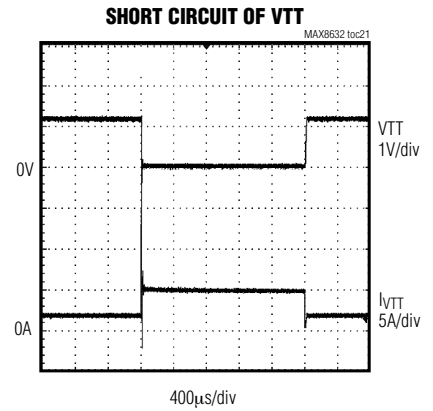 SHORT CIRCUIT OF VTT
MAX8632 toc21
VTT
1V/div
0V
IVTT
5A/div
0A
400μs/div